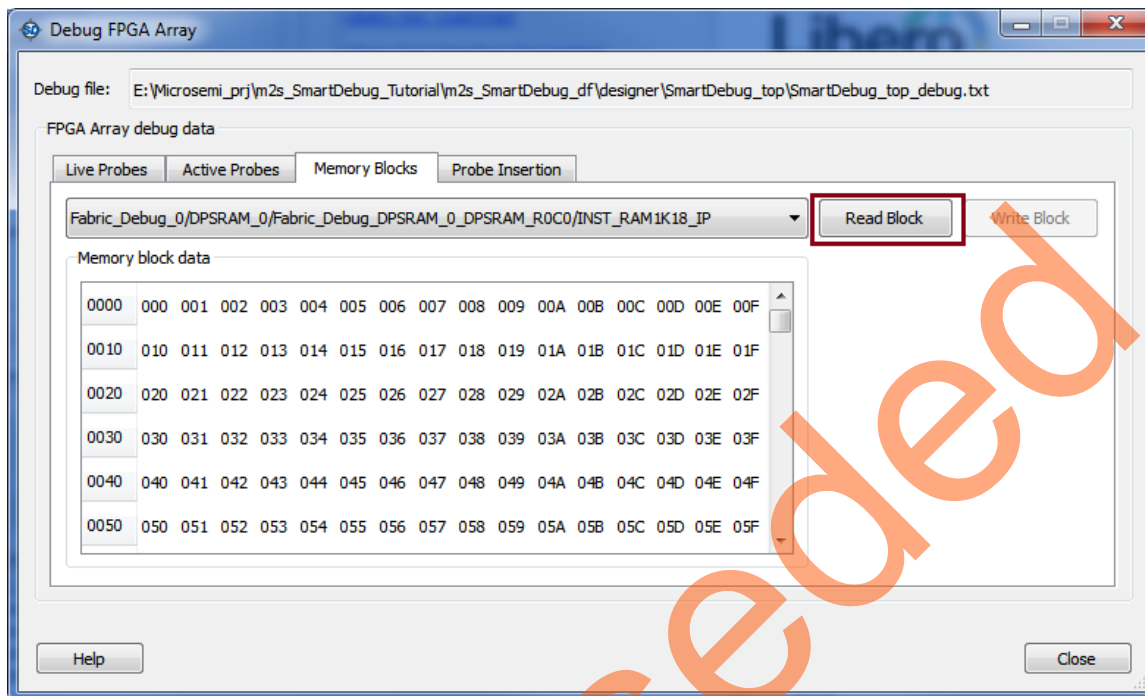 Debug FPGA Array
Libero
Debug file: E:\Microsemi_prj\m2s_SmartDebug_Tutorial\m2s_SmartDebug_df\designer\SmartDebug_top\SmartDebug_top_debug.txt
FPGA Array debug data
Live Probes Active Probes Memory Blocks Probe Insertion
Fabric_Debug_0/DPSRAM_0/Fabric_Debug_DPSRAM_0_DPSRAM_R0C0/INST_RAM1K18_IP Read Block Write Block
Memory block data
0000 000 001 002 003 004 005 006 007 008 009 00A 00B 00C 00D 00E 00F
0010 010 011 012 013 014 015 016 017 018 019 01A 01B 01C 01D 01E 01F
0020 020 021 022 023 024 025 026 027 028 029 02A 02B 02C 02D 02E 02F
0030 030 031 032 033 034 035 036 037 038 039 03A 03B 03C 03D 03E 03F
0040 040 041 042 043 044 045 046 047 048 049 04A 04B 04C 04D 04E 04F
0050 050 051 052 053 054 055 056 057 058 059 05A 05B 05C 05D 05E 05F
Help Close
seded